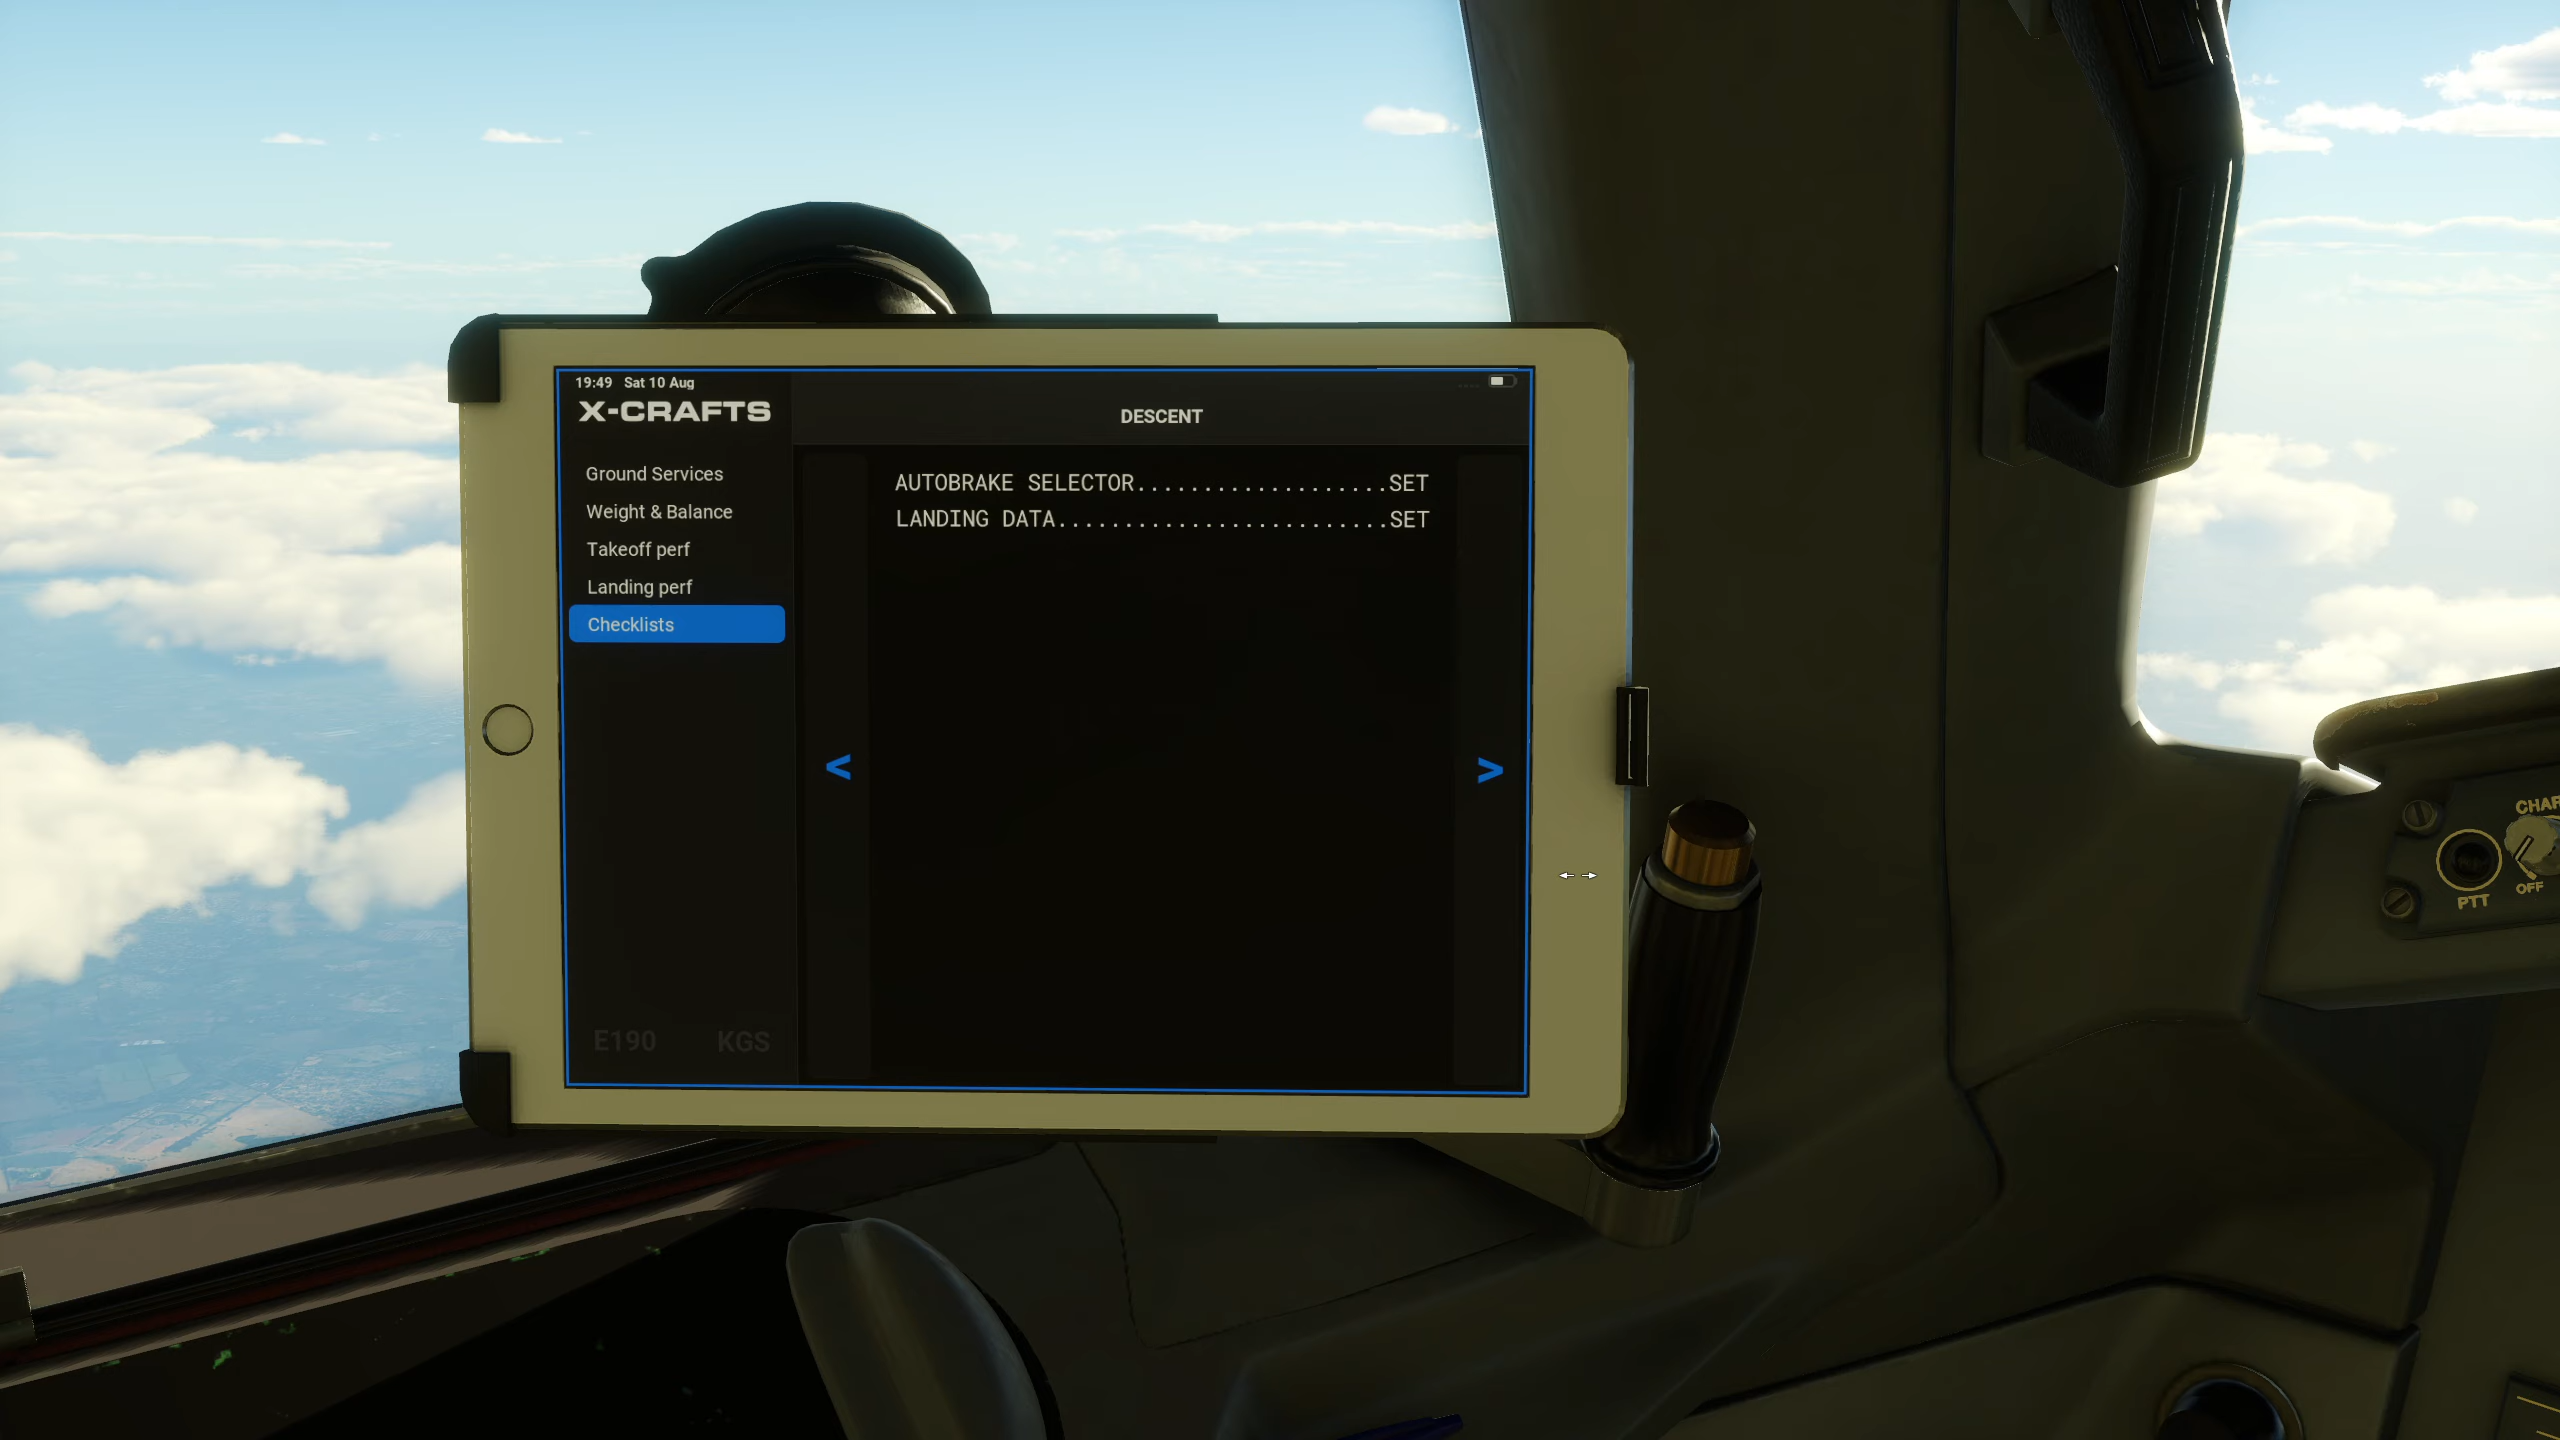 19:49 Sat 10 Aug
X-CRAFTS
DESCENT
Ground Services
Weight & Balance
Takeoff perf
Landing perf
Checklists
AUTOBRAKE SELECTOR...................SET
LANDING DATA.........................SET
<
>
E190 KGS
PTT
OFF